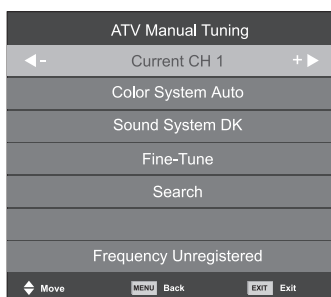 ATV Manual Tuning
- Current CH 1 +
Color System Auto
Sound System DK
Fine-Tune
Search
Frequency Unregistered
Move MENU Back EXIT Exit